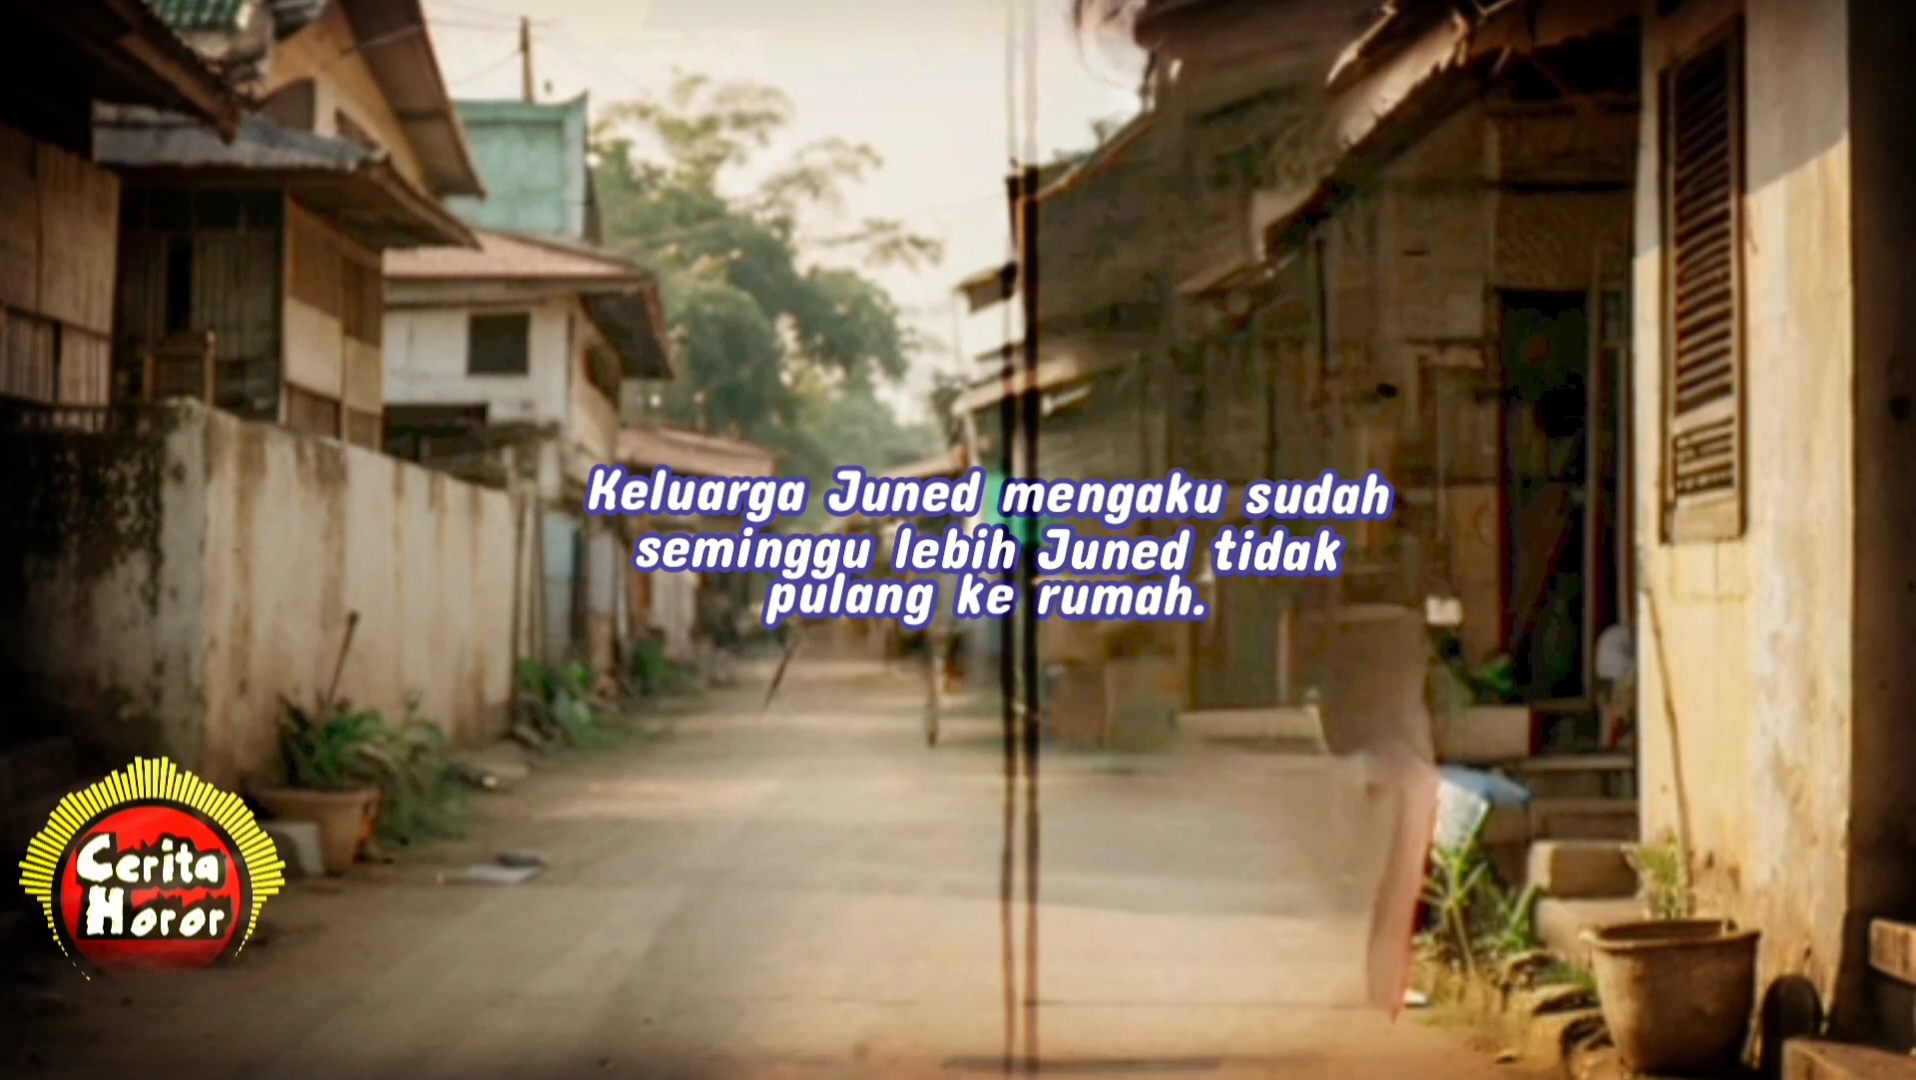 Keluarga Juned mengaku sudah
seminggu lebih Juned tidak
pulang ke rumah.
Cerita
Horor